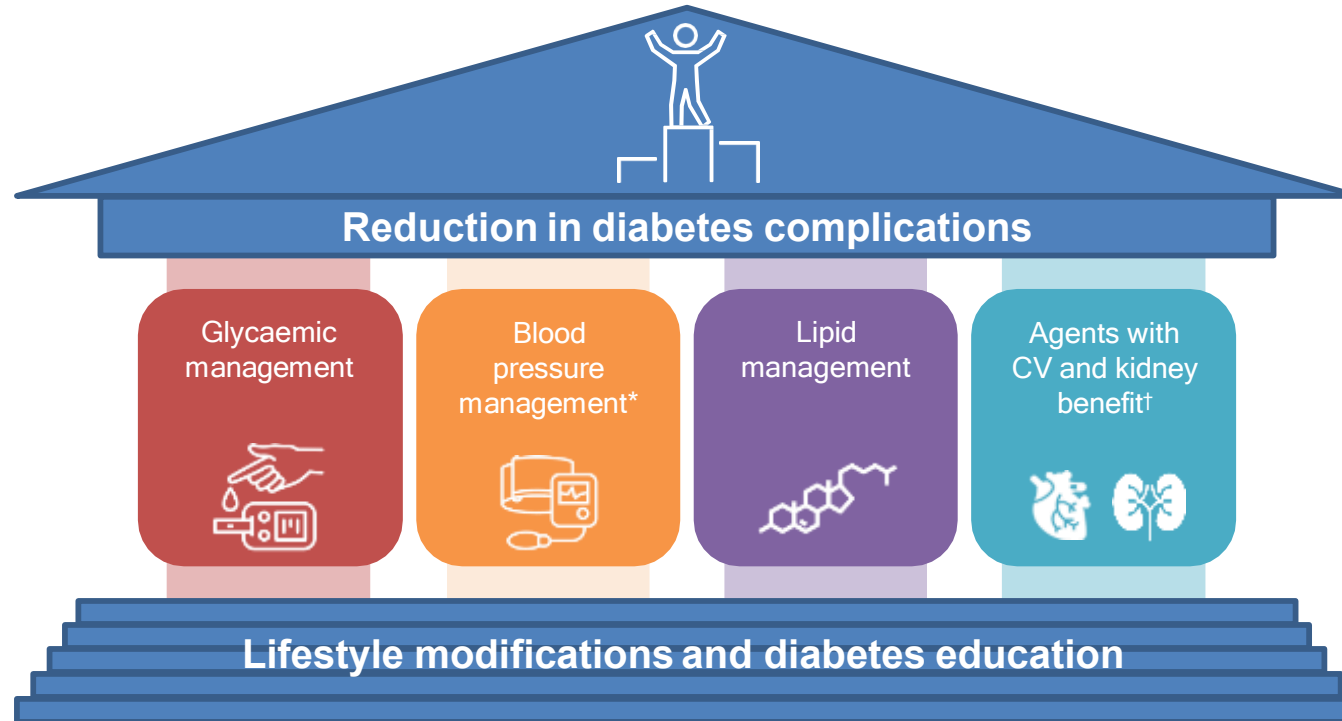 Reduction in diabetes complications
Glycaemic
management
Blood
pressure
management*
Lipid
management
Agents with
CV and kidney
benefit†
Lifestyle modifications and diabetes education